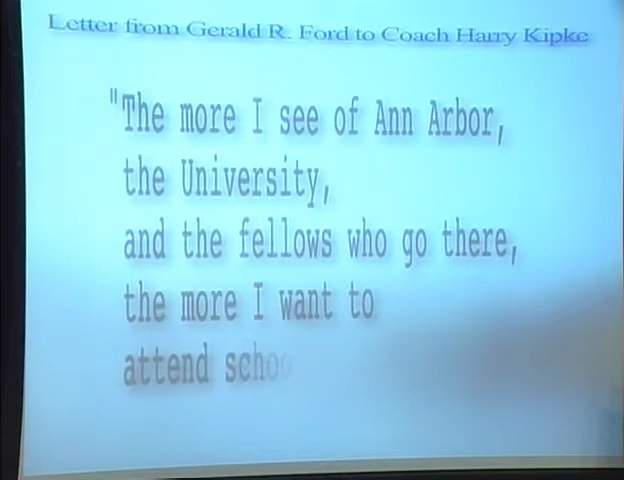 Letter from Gerald R. Ford to Coach Harry Kipke
"The more I see of Ann Arbor,
the University,
and the fellows who go there,
the more I want to
attend schoo